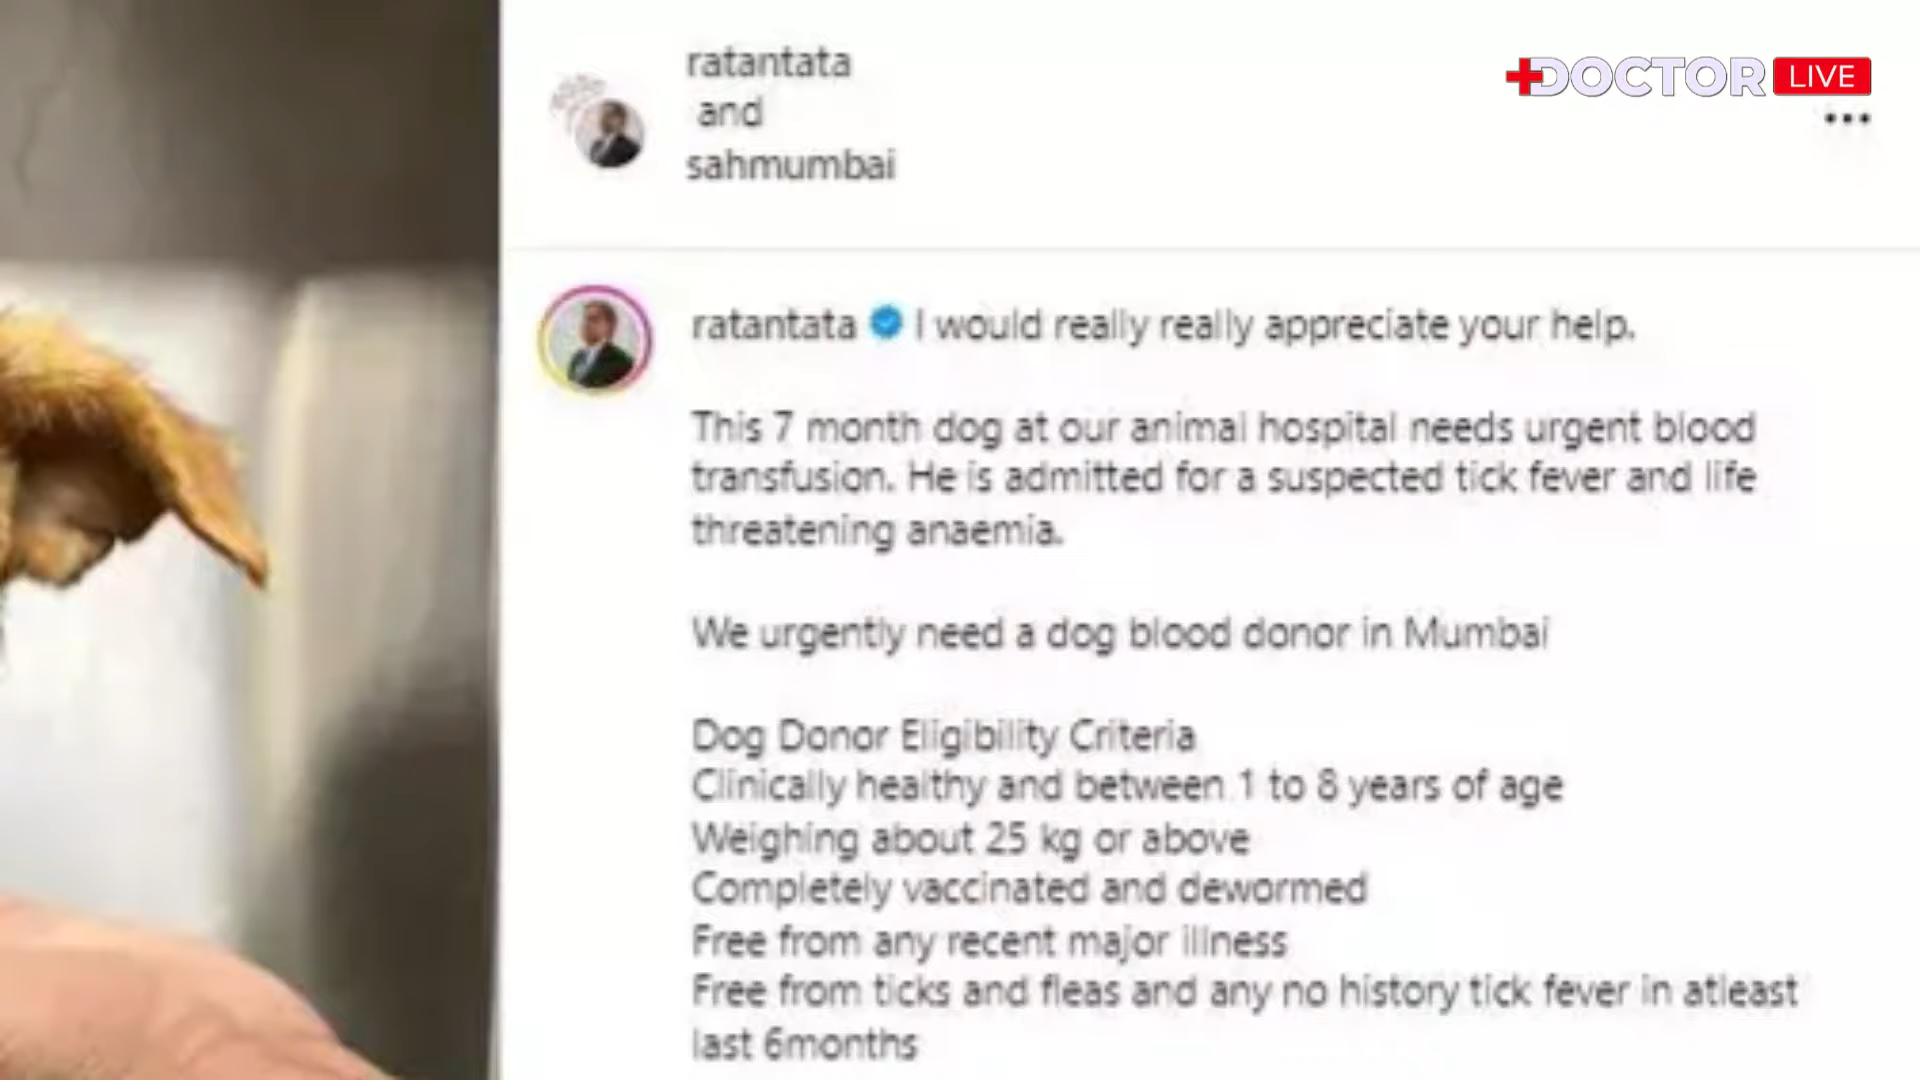 ratantata
and
sahmumbai
DOCTOR LIVE
ratantata I would really really appreciate your help.
This 7 month dog at our animal hospital needs urgent blood
transfusion. He is admitted for a suspected tick fever and life
threatening anaemia.
We urgently need a dog blood donor in Mumbai
Dog Donor Eligibility Criteria
Clinically healthy and between 1 to 8 years of age
Weighing about 25 kg or above
Completely vaccinated and dewormed
Free from any recent major illness
Free from ticks and fleas and any no history tick fever in atleast
last 6months